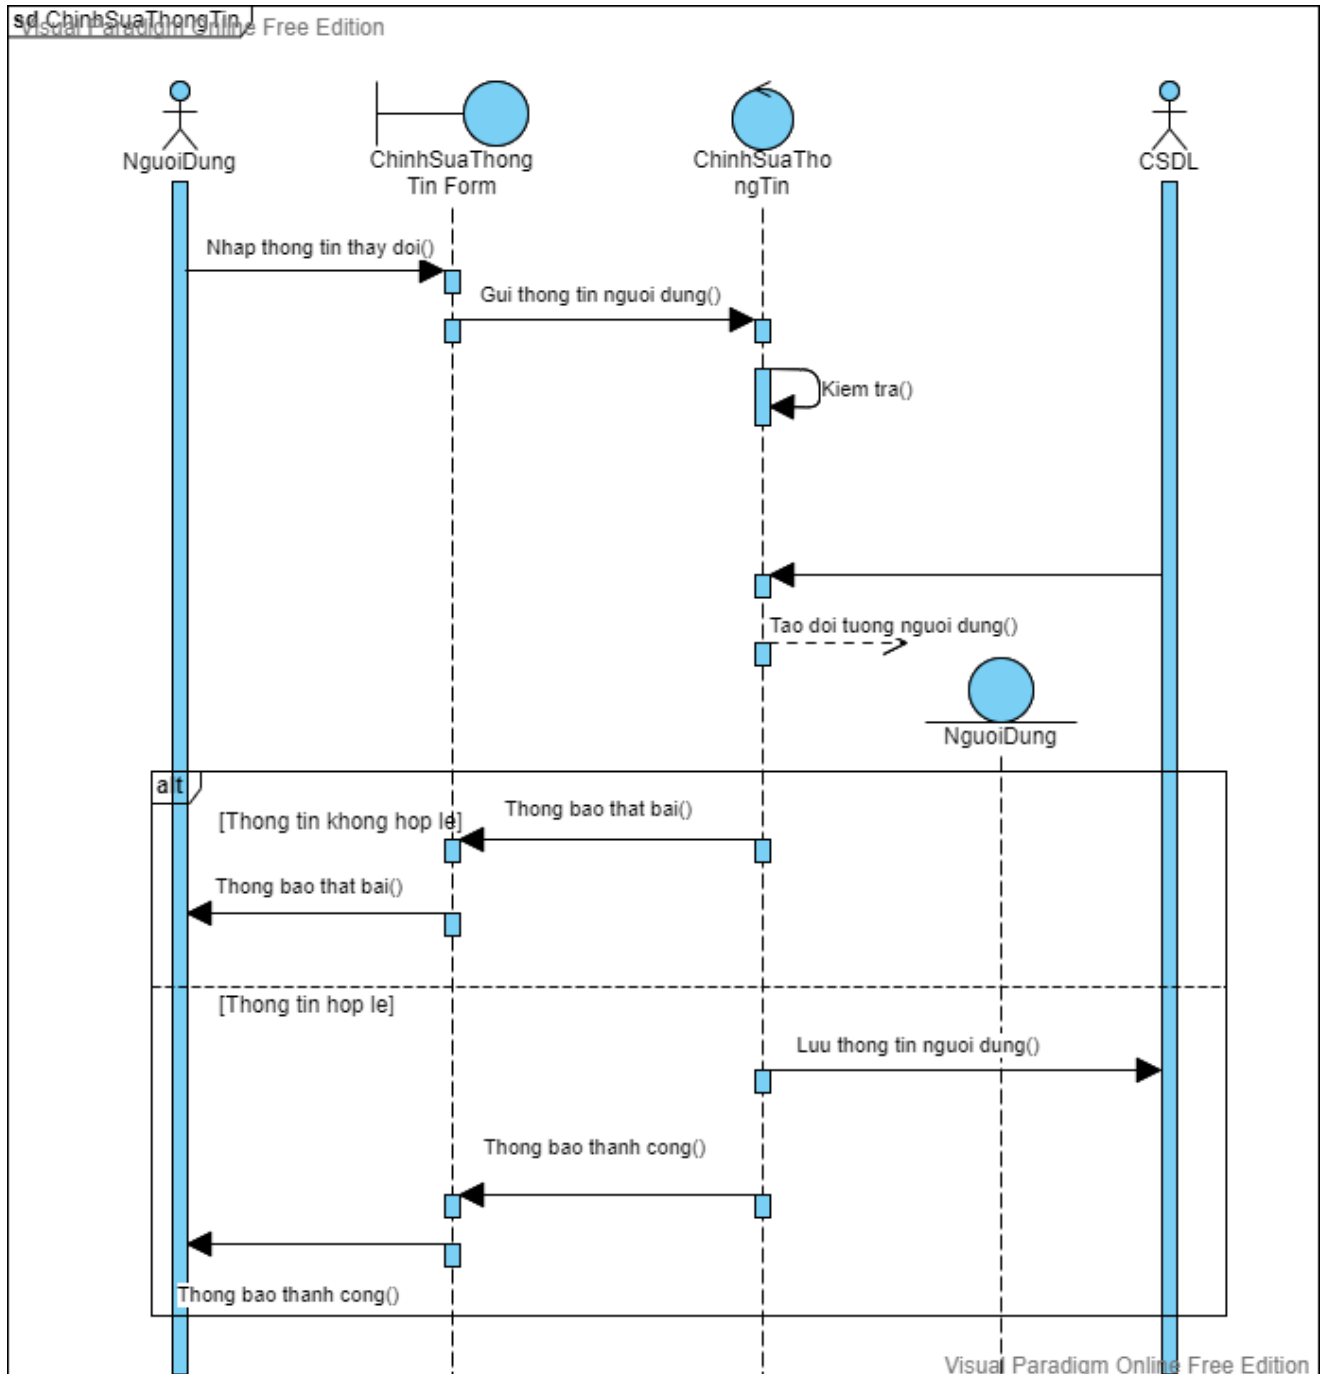 sd ChinhSuaThongTin
Visual Paradigm Online Free Edition
NguoiDung
ChinhSuaThong
Tin Form
ChinhSuaTho
ngTin
CSDL
Nhap thong tin thay doi()
Gui thong tin nguoi dung()
Kiem tra()
Tao doi tuong nguoi dung()
NguoiDung
alt
[Thong tin khong hop le]
Thong bao that bai()
Thong bao that bai()
[Thong tin hop le]
Luu thong tin nguoi dung()
Thong bao thanh cong()
Thong bao thanh cong()
Visual Paradigm Online Free Edition